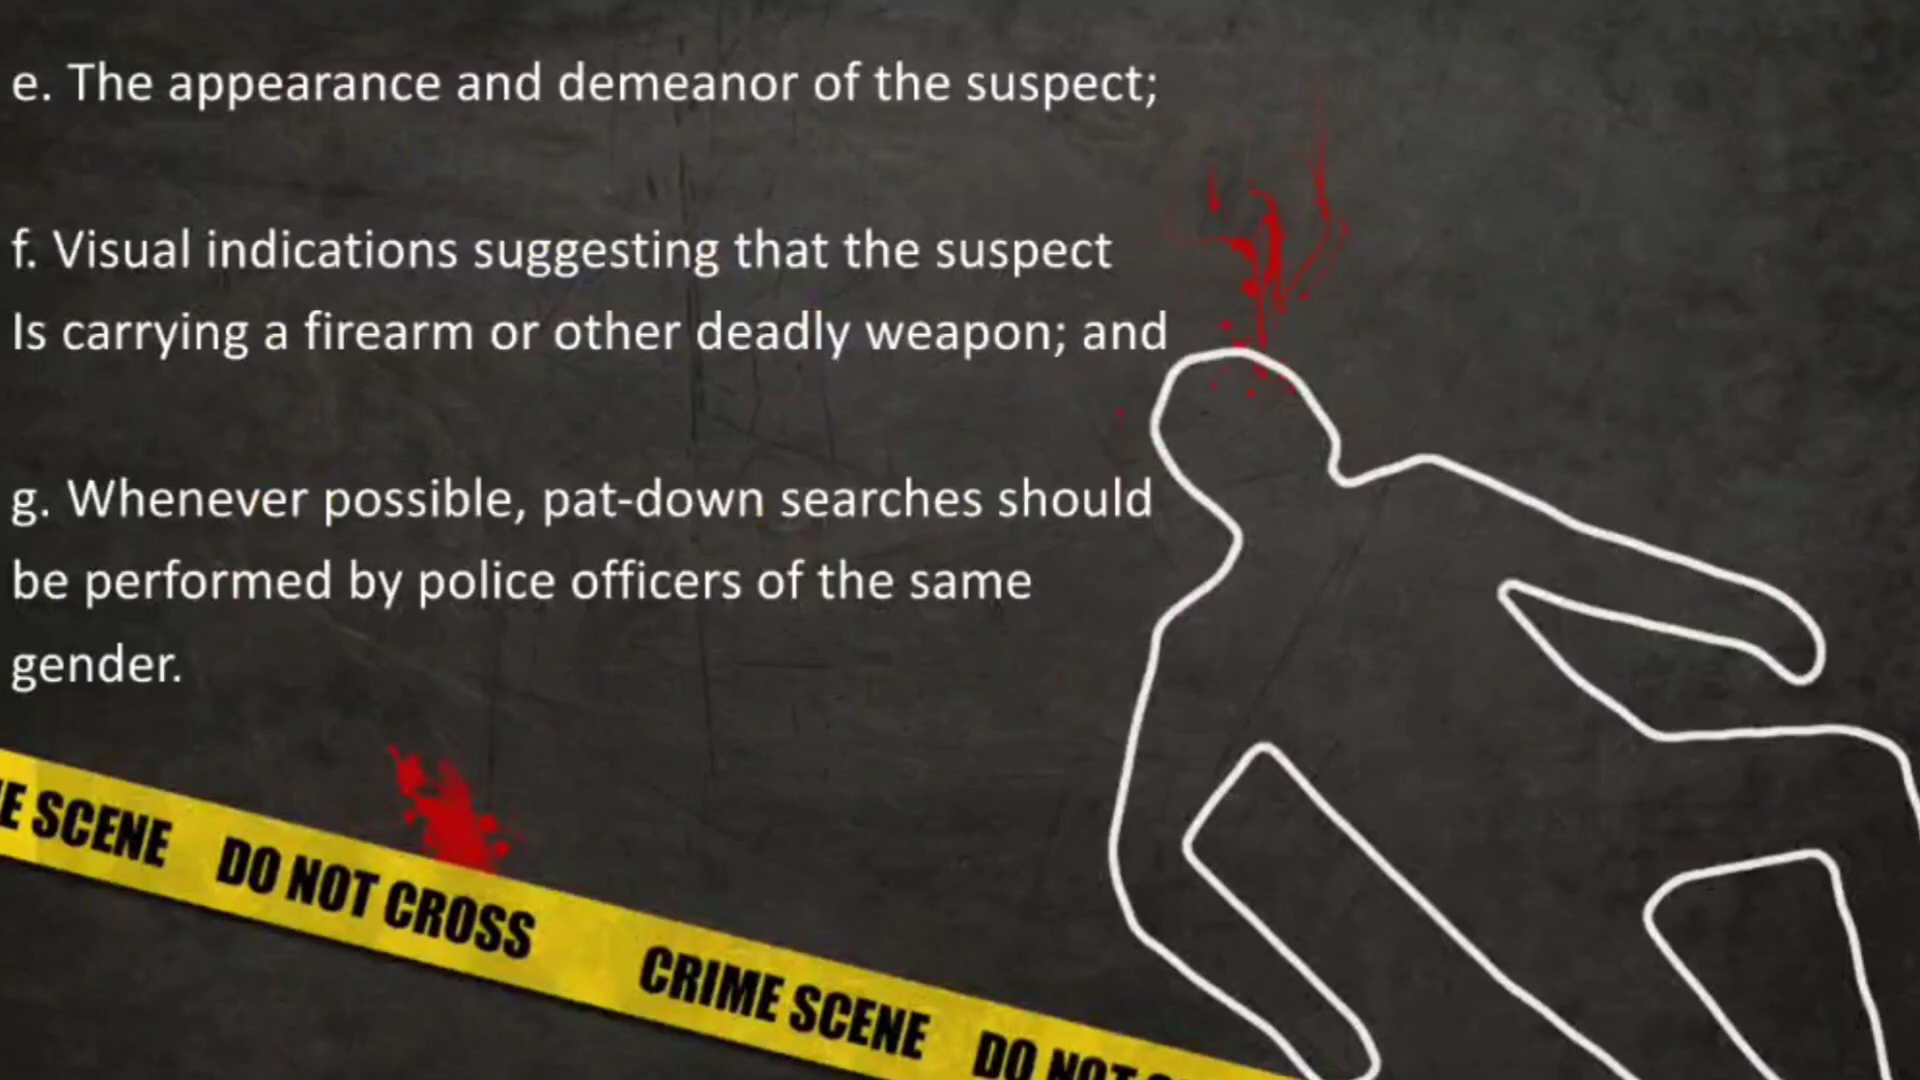 e. The appearance and demeanor of the suspect;
f. Visual indications suggesting that the suspect
Is carrying a firearm or other deadly weapon; and
g. Whenever possible, pat-down searches should
be performed by police officers of the same
gender.
E SCENE DO NOT CROSS CRIME SCENE DO NOT